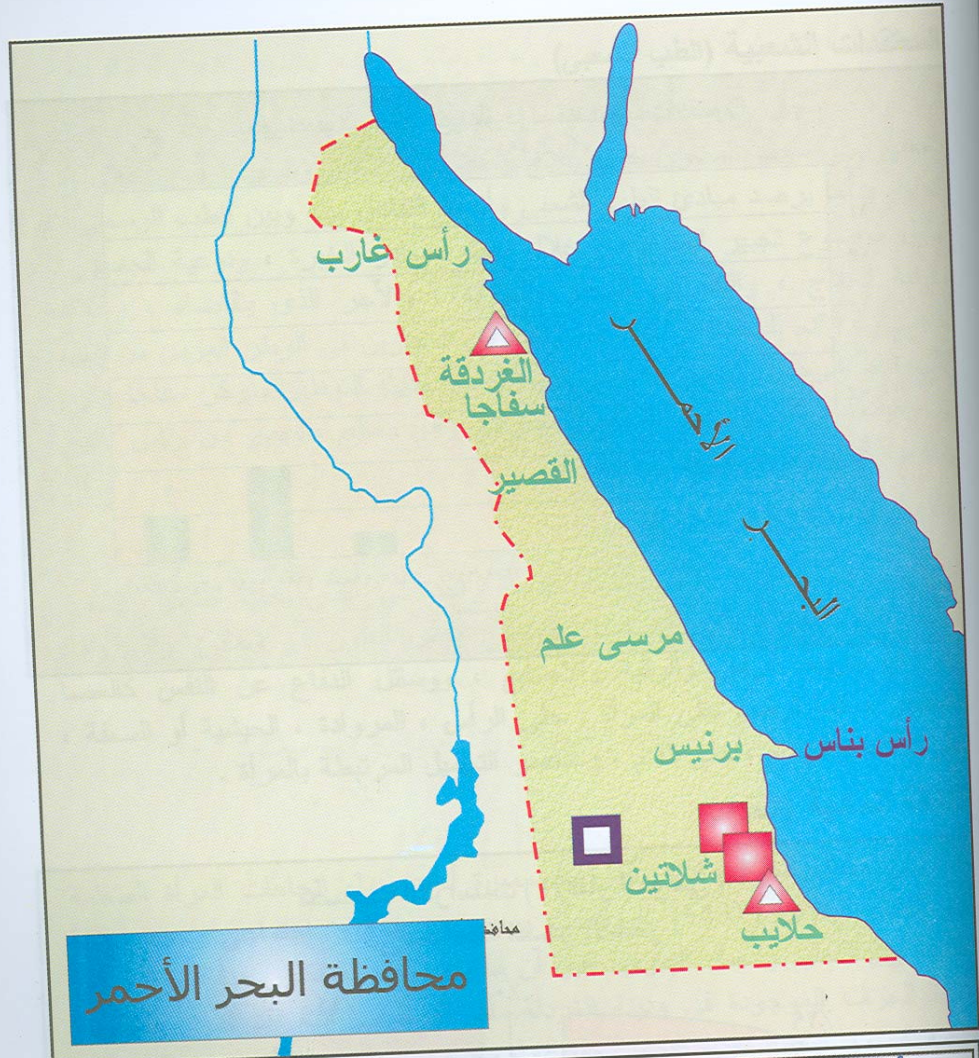 رأس غارب
الغردقة
سفاجا
القصير
البحر
الأحمر
مرسى علم
برنيس
رأس بناس
شلاتين
حلايب
محافظة البحر الأحمر